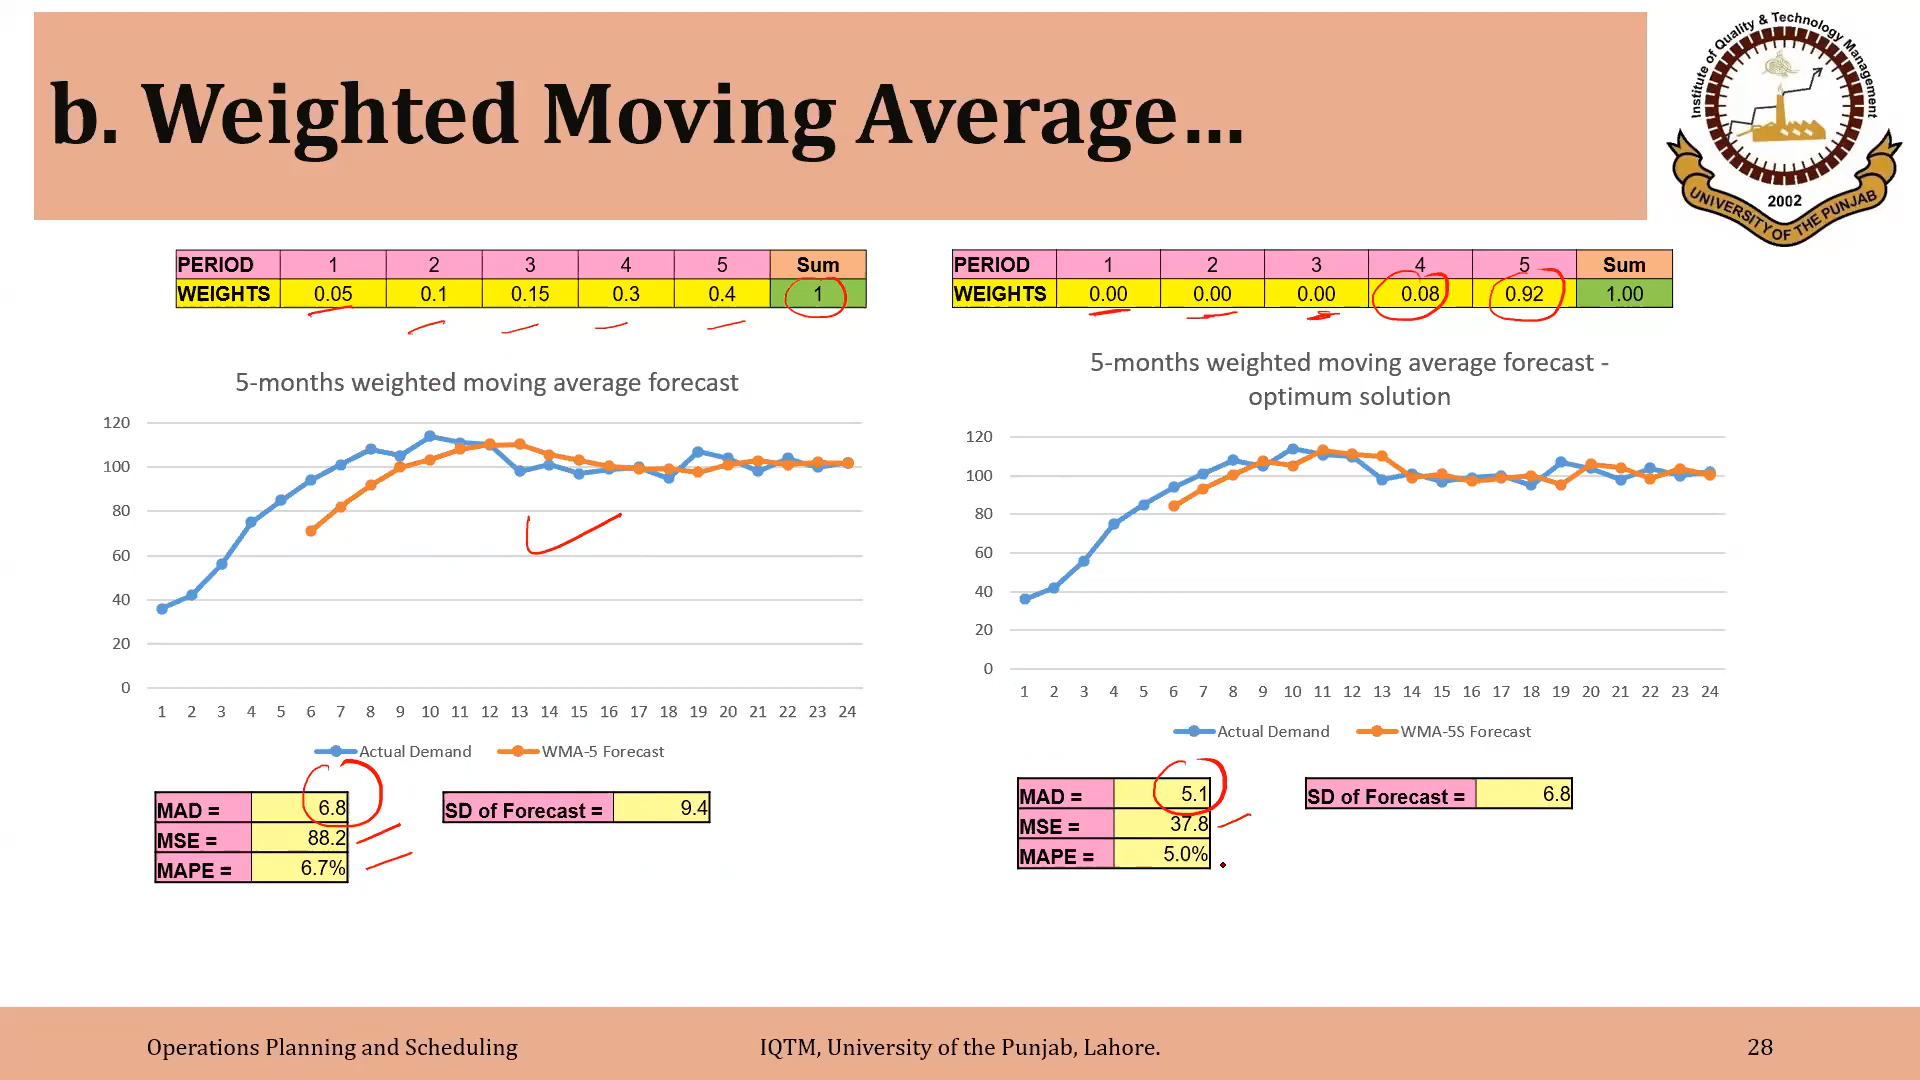 b. Weighted Moving Average...
Institute of Quality & Technology Management
2002
UNIVERSITY OF THE PUNJAB
PERIOD 1 2 3 4 5 Sum
WEIGHTS 0.05 0.1 0.15 0.3 0.4 1
5-months weighted moving average forecast
120
100
80
60
40
20
0
1 2 3 4 5 6 7 8 9 10 11 12 13 14 15 16 17 18 19 20 21 22 23 24
Actual Demand WMA-5 Forecast
MAD = 6.8
MSE = 88.2
MAPE = 6.7%
SD of Forecast = 9.4
PERIOD 1 2 3 4 5 Sum
WEIGHTS 0.00 0.00 0.00 0.08 0.92 1.00
5-months weighted moving average forecast -
optimum solution
120
100
80
60
40
20
0
1 2 3 4 5 6 7 8 9 10 11 12 13 14 15 16 17 18 19 20 21 22 23 24
Actual Demand WMA-5S Forecast
MAD = 5.1
MSE = 37.8
MAPE = 5.0%
SD of Forecast = 6.8
Operations Planning and Scheduling IQTM, University of the Punjab, Lahore. 28